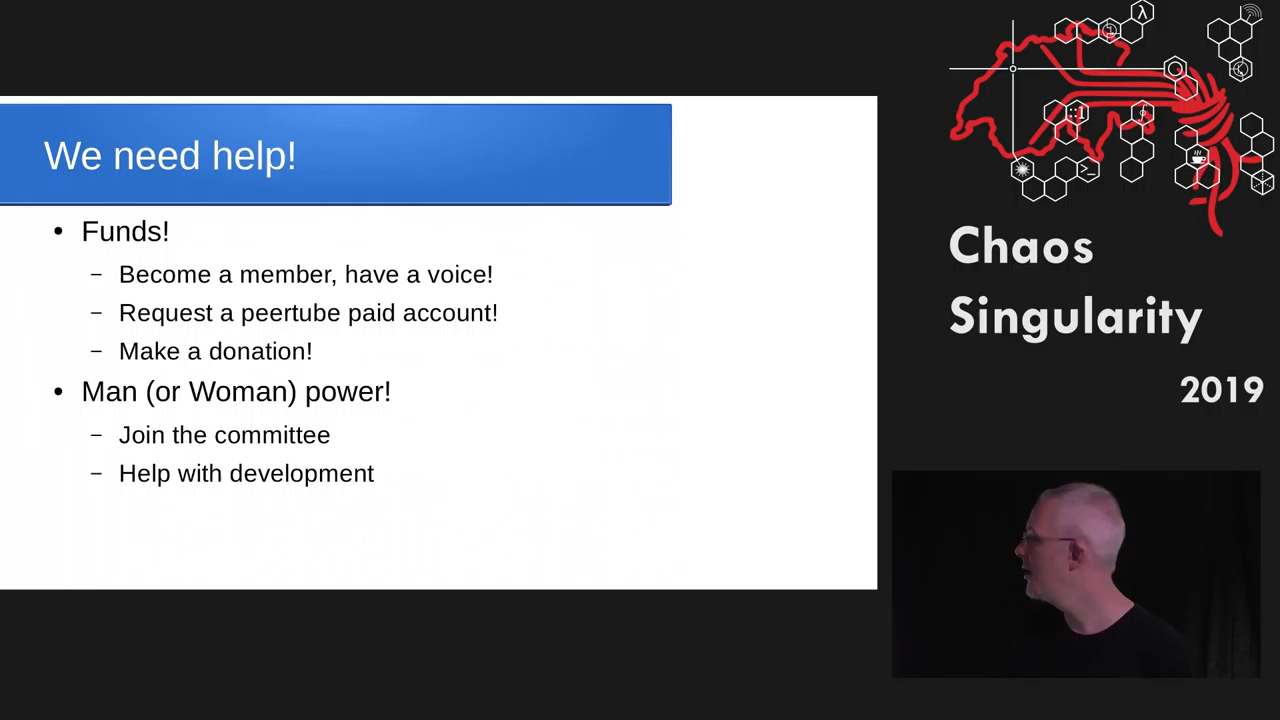 We need help!
• Funds!
– Become a member, have a voice!
– Request a peertube paid account!
– Make a donation!
• Man (or Woman) power!
– Join the committee
– Help with development
λ
::1
>_
Chaos
Singularity
2019